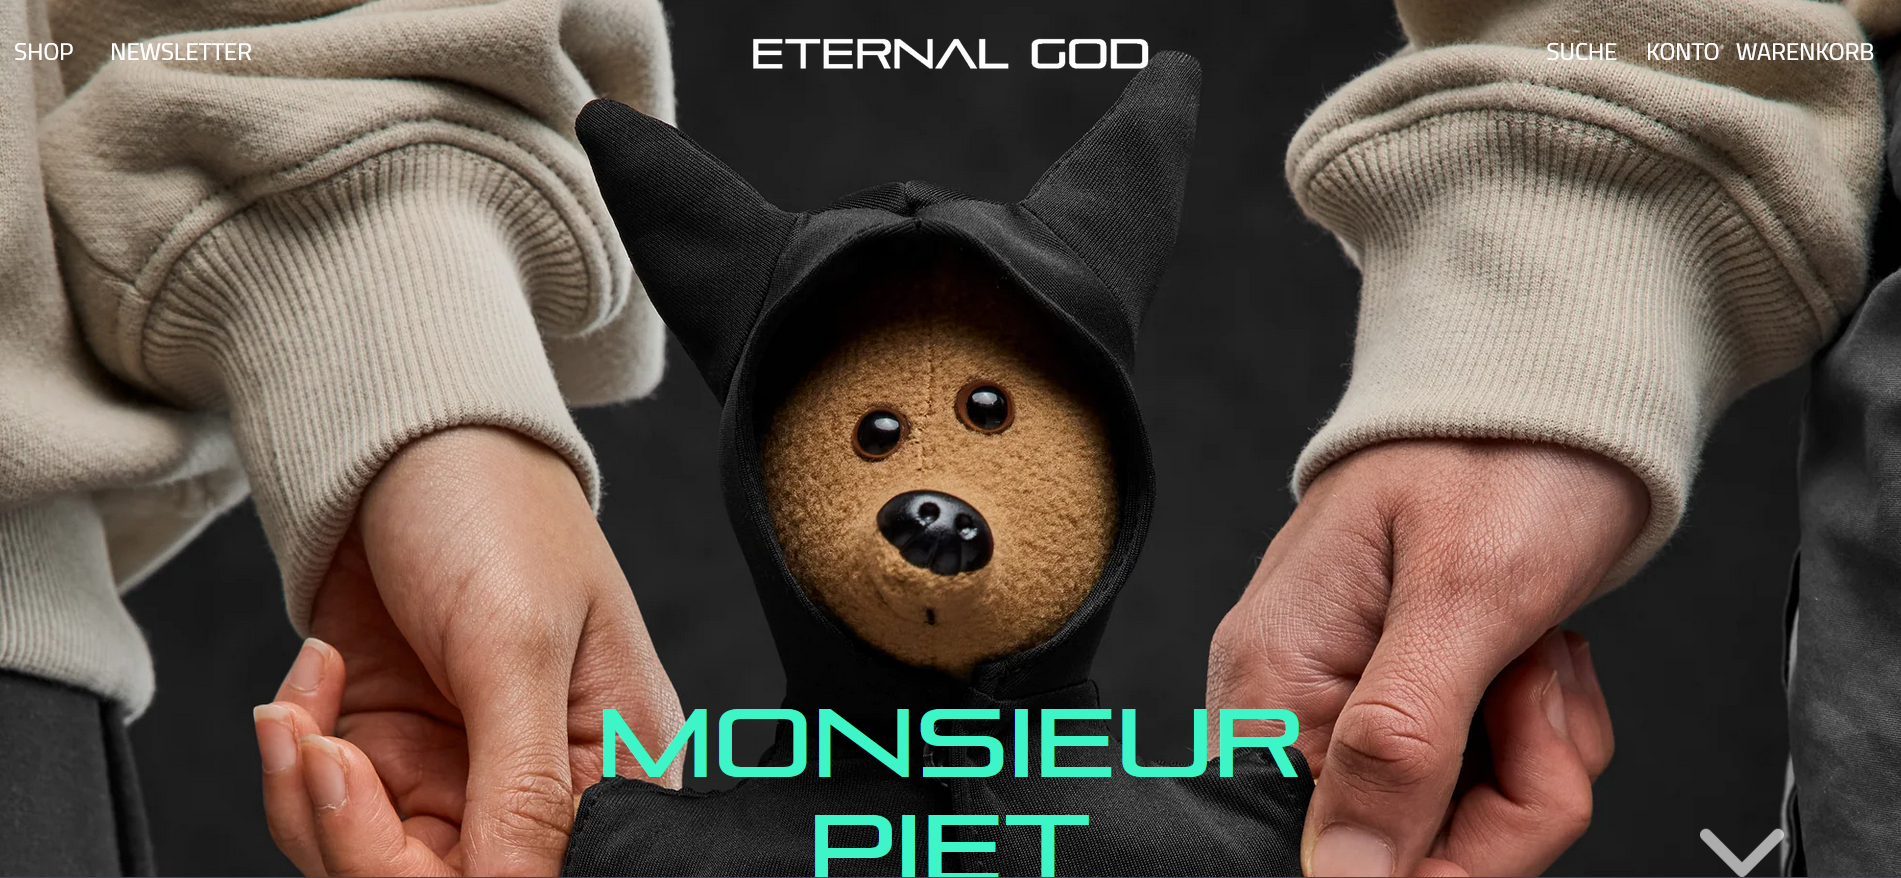 SHOP NEWSLETTER ETERNAL GOD SUCHE KONTO WARENKORB
MONSIEUR
PIET